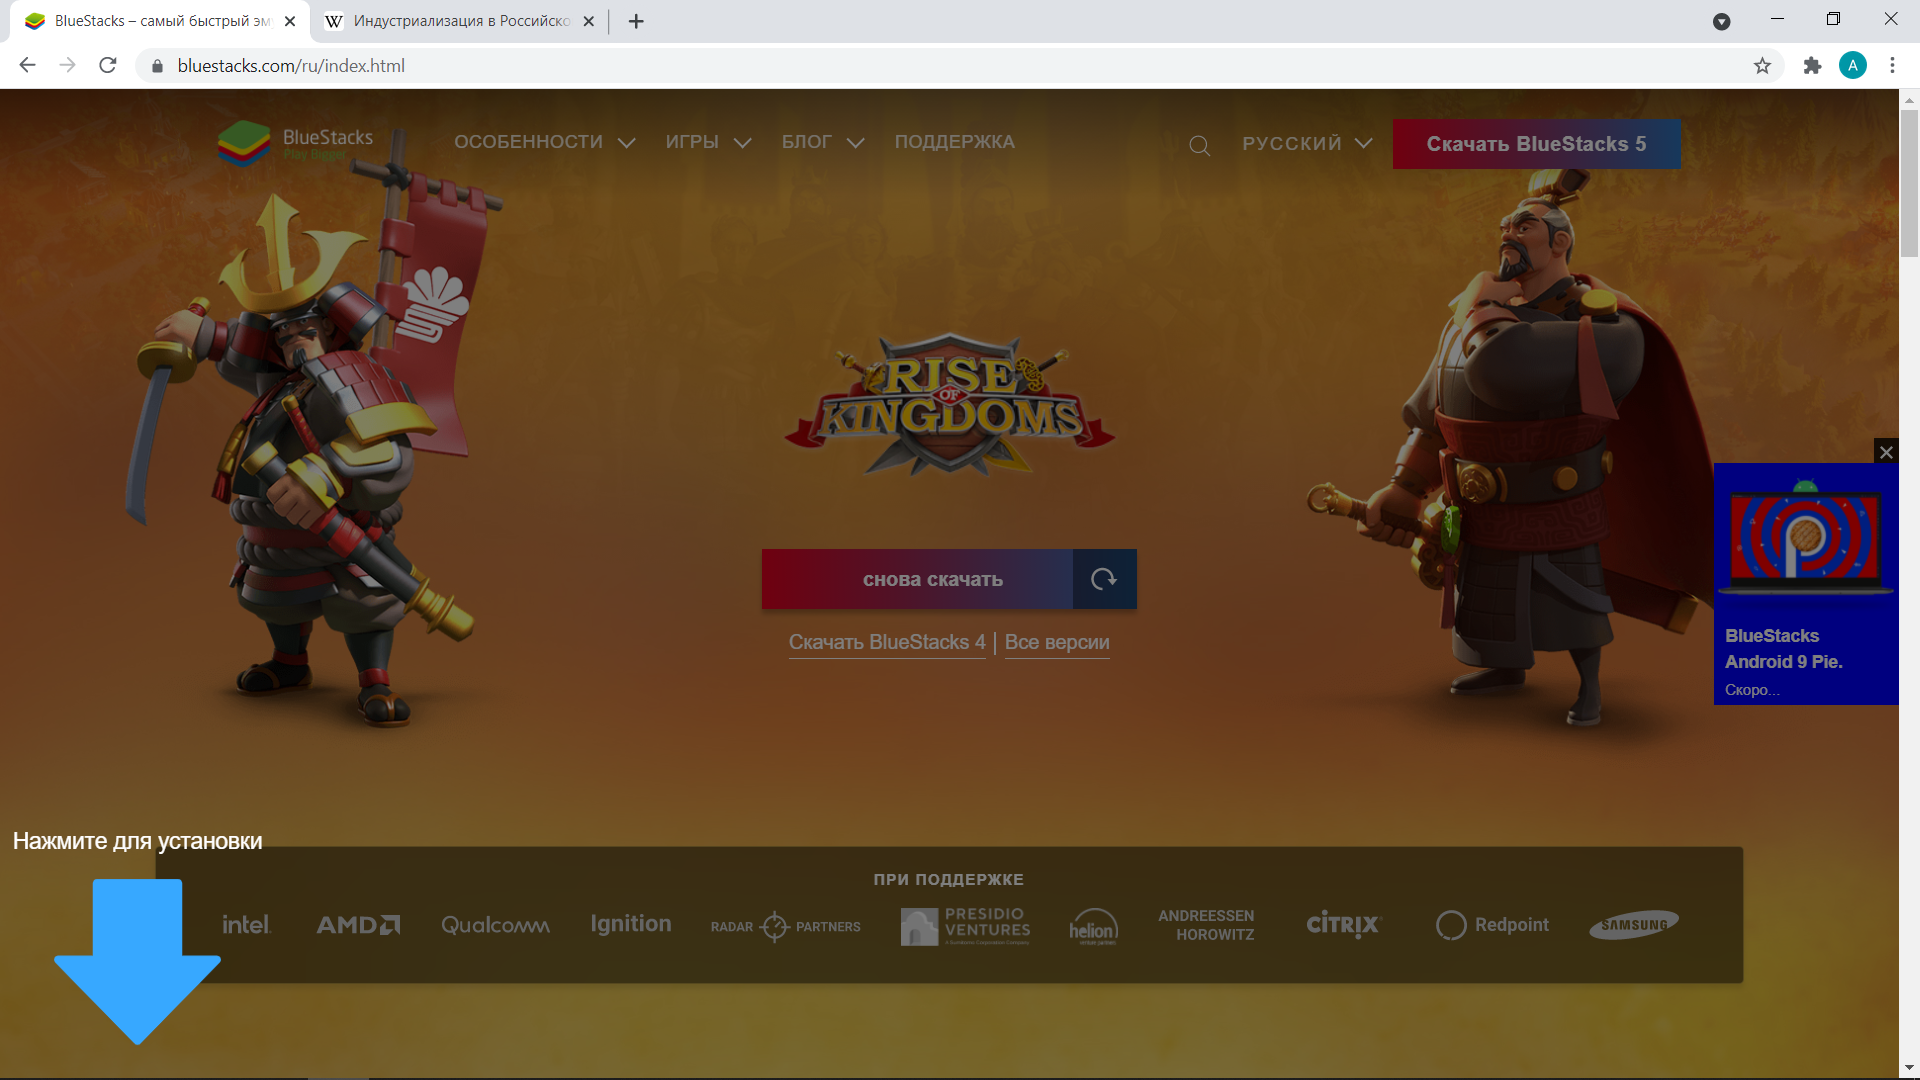 BlueStacks – самый быстрый эм
Индустриализация в Российско
A
bluestacks.com/ru/index.html
BlueStacks
Play Bigger
ОСОБЕННОСТИ
ИГРЫ
БЛОГ
ПОДДЕРЖКА
РУССКИЙ
Скачать BlueStacks 5
RISE
OF
KINGDOMS
снова скачать
Скачать BlueStacks 4 | Все версии
BlueStacks
Android 9 Pie.
Скоро...
Нажмите для установки
ПРИ ПОДДЕРЖКЕ
intel.
AMD
Qualcomm
Ignition
RADAR PARTNERS
PRESIDIO
VENTURES
helion
venture partners
ANDREESSEN
HOROWITZ
CITRIX
Redpoint
SAMSUNG